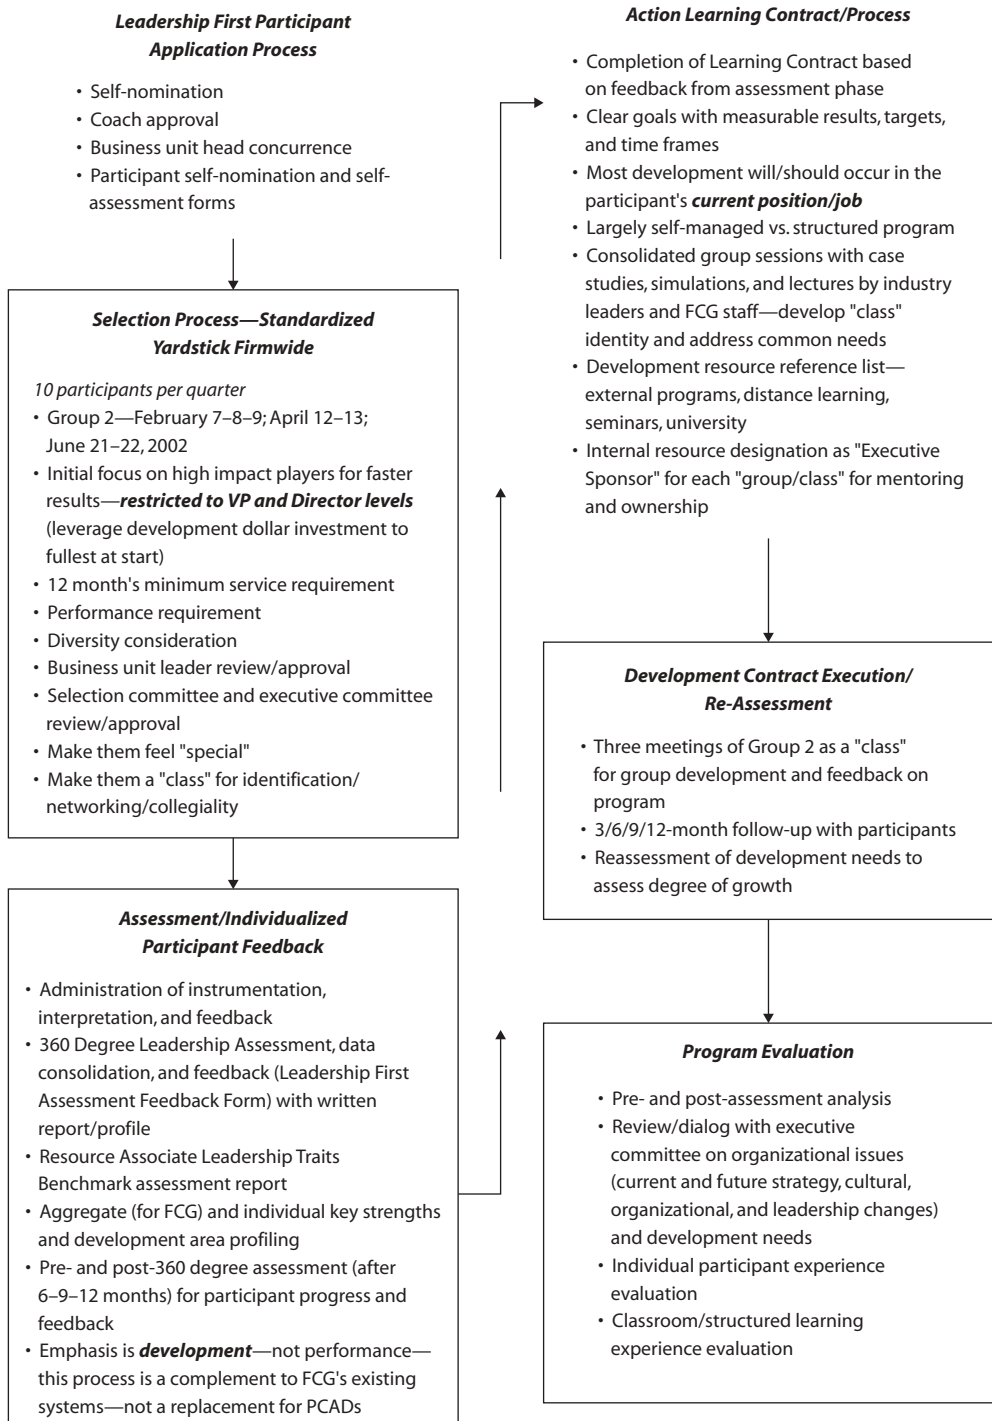 Leadership First Participant
Application Process
• Self-nomination
• Coach approval
• Business unit head concurrence
• Participant self-nomination and self-
assessment forms
Selection Process—Standardized
Yardstick Firmwide
10 participants per quarter
• Group 2—February 7–8–9; April 12–13;
June 21–22, 2002
• Initial focus on high impact players for faster
results—restricted to VP and Director levels
(leverage development dollar investment to
fullest at start)
• 12 month's minimum service requirement
• Performance requirement
• Diversity consideration
• Business unit leader review/approval
• Selection committee and executive committee
review/approval
• Make them feel "special"
• Make them a "class" for identification/
networking/collegiality
Assessment/Individualized
Participant Feedback
• Administration of instrumentation,
interpretation, and feedback
• 360 Degree Leadership Assessment, data
consolidation, and feedback (Leadership First
Assessment Feedback Form) with written
report/profile
• Resource Associate Leadership Traits
Benchmark assessment report
• Aggregate (for FCG) and individual key strengths
and development area profiling
• Pre- and post-360 degree assessment (after
6–9–12 months) for participant progress and
feedback
• Emphasis is development—not performance—
this process is a complement to FCG's existing
systems—not a replacement for PCADs
Action Learning Contract/Process
• Completion of Learning Contract based
on feedback from assessment phase
• Clear goals with measurable results, targets,
and time frames
• Most development will/should occur in the
participant's current position/job
• Largely self-managed vs. structured program
• Consolidated group sessions with case
studies, simulations, and lectures by industry
leaders and FCG staff—develop "class"
identity and address common needs
• Development resource reference list—
external programs, distance learning,
seminars, university
• Internal resource designation as "Executive
Sponsor" for each "group/class" for mentoring
and ownership
Development Contract Execution/
Re-Assessment
• Three meetings of Group 2 as a "class"
for group development and feedback on
program
• 3/6/9/12-month follow-up with participants
• Reassessment of development needs to
assess degree of growth
Program Evaluation
• Pre- and post-assessment analysis
• Review/dialog with executive
committee on organizational issues
(current and future strategy, cultural,
organizational, and leadership changes)
and development needs
• Individual participant experience
evaluation
• Classroom/structured learning
experience evaluation